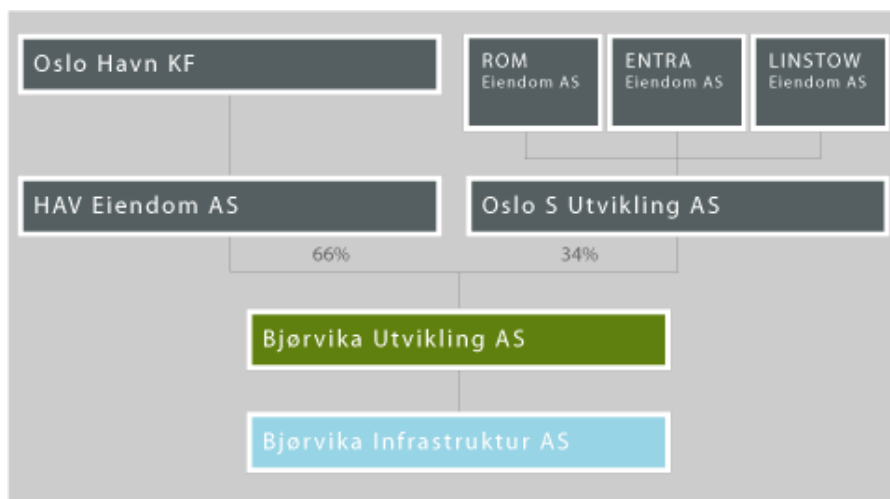 Oslo Havn KF
ROM
Eiendom AS
ENTRA
Eiendom AS
LINSTOW
Eiendom AS
HAV Eiendom AS
Oslo S Utvikling AS
66%
34%
Bjørvika Utvikling AS
Bjørvika Infrastruktur AS